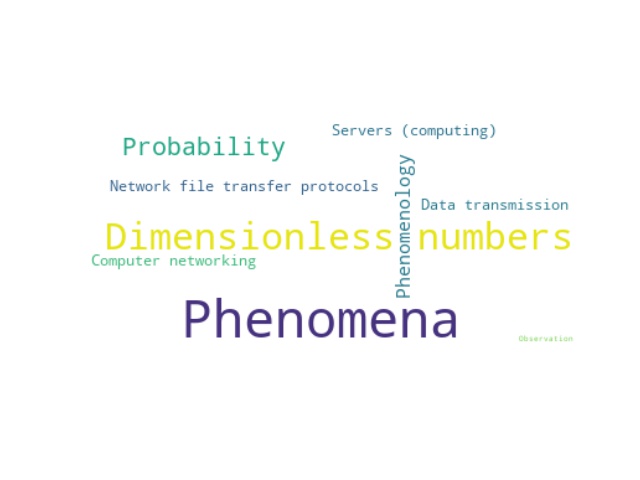 Servers (computing)
Probability
Network file transfer protocols
Phenomenology
Data transmission
Dimensionless numbers
Computer networking
Phenomena
Observation